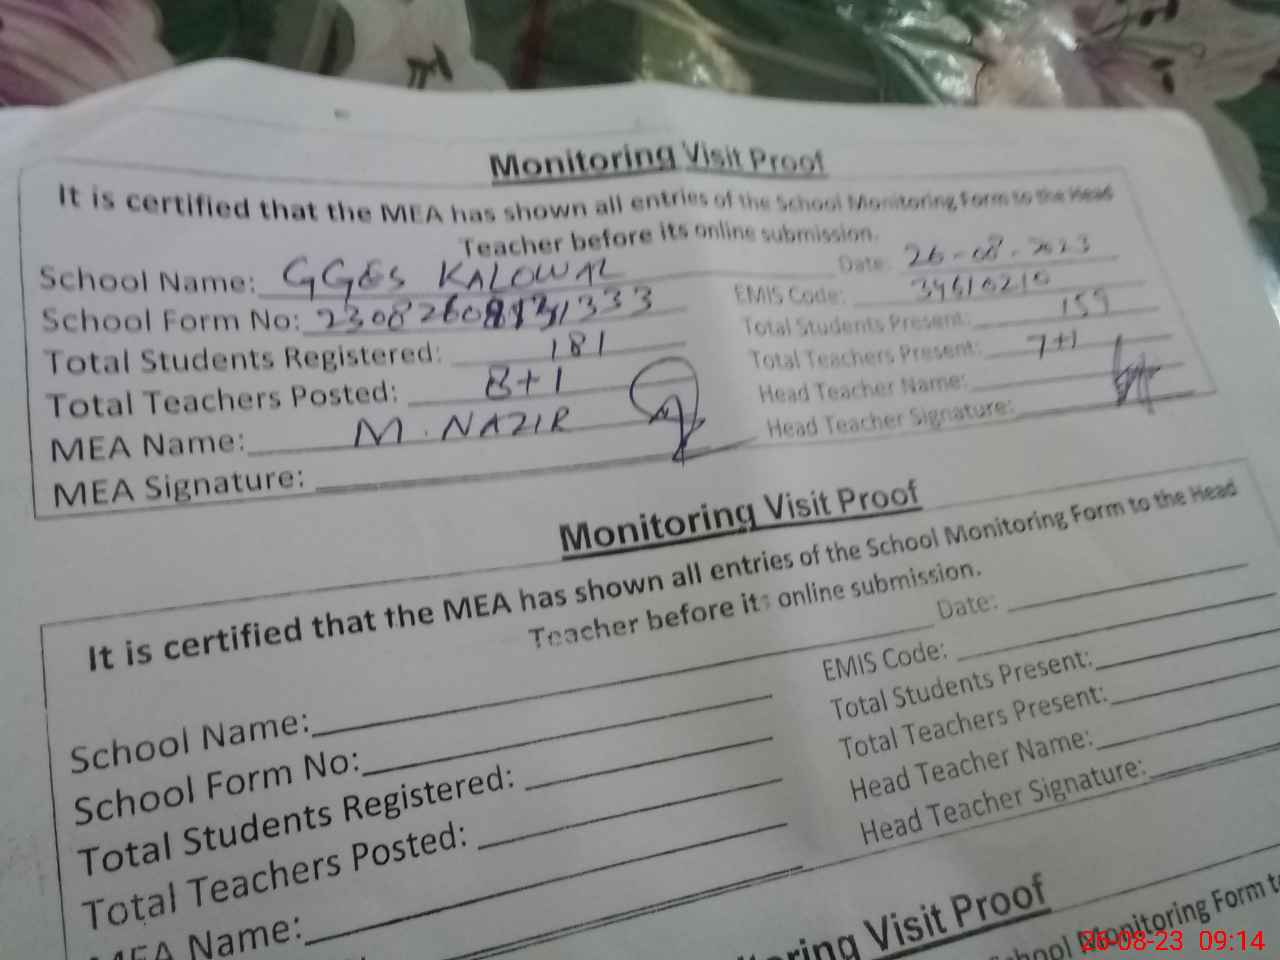 Monitoring Visit Proof
It is certified that the MEA has shown all entries of the School Monitoring Form to the Head
Teacher before its online submission.
School Name: GGES KALOWAL Date: 26-08-2023
School Form No: EMIS Code:
Total Students Registered: 181 Total Students Present: 159
Total Teachers Posted: 8+1 Total Teachers Present: 7+1
MEA Name: M. NAZIR Head Teacher Name:
MEA Signature: Head Teacher Signature:
Monitoring Visit Proof
It is certified that the MEA has shown all entries of the School Monitoring Form to the Head
Teacher before its online submission.
School Name: Date:
School Form No: EMIS Code:
Total Students Registered: Total Students Present:
Total Teachers Posted: Total Teachers Present:
MEA Name: Head Teacher Name:
Head Teacher Signature:
oring Visit Proof
hool Monitoring Form to
26-08-23 09:14